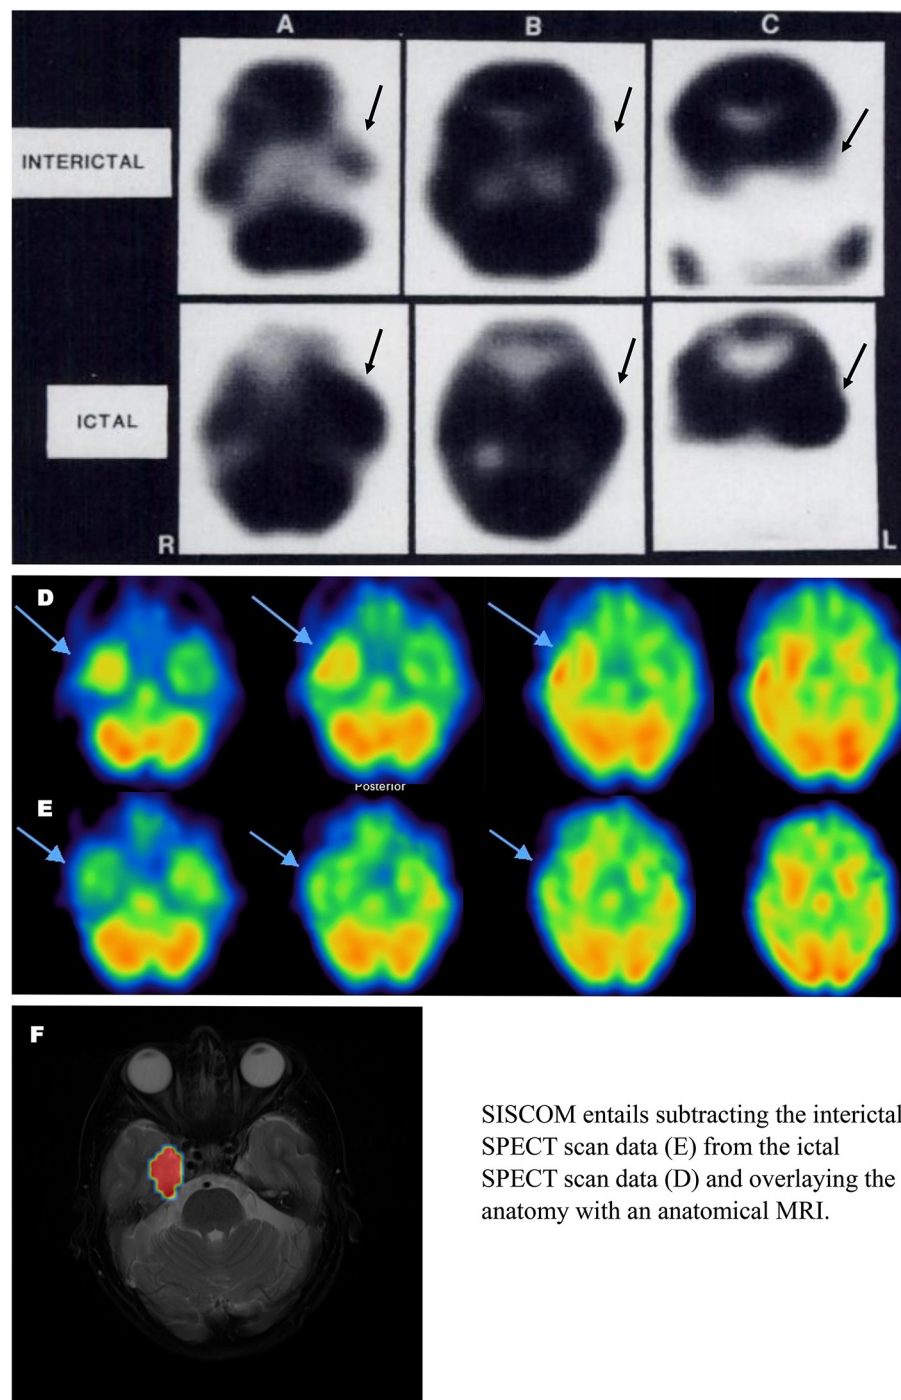 A B C
INTERICTAL
ICTAL
R L
D
Posterior
E
F
SISCOM entails subtracting the interictal
SPECT scan data (E) from the ictal
SPECT scan data (D) and overlaying the
anatomy with an anatomical MRI.